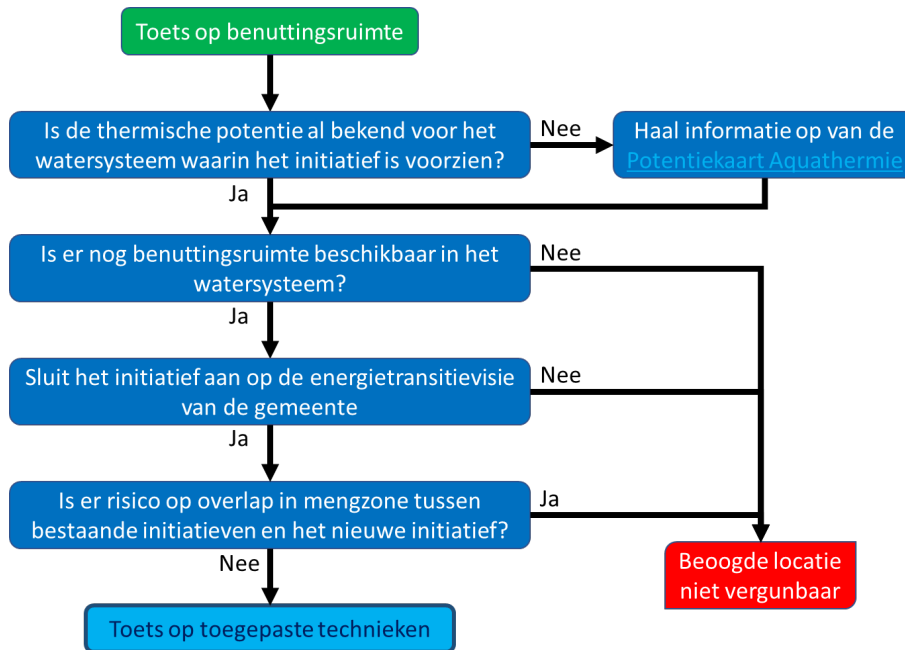 Toets op benuttingsruimte
Is de thermische potentie al bekend voor het
watersysteem waarin het initiatief is voorzien?
Nee
Haal informatie op van de
Potentiekaart Aquathermie
Ja
Is er nog benuttingsruimte beschikbaar in het
watersysteem?
Nee
Ja
Sluit het initiatief aan op de energietransitievisie
van de gemeente
Nee
Ja
Is er risico op overlap in mengzone tussen
bestaande initiatieven en het nieuwe initiatief?
Ja
Nee
Beoogde locatie
niet vergunbaar
Toets op toegepaste technieken